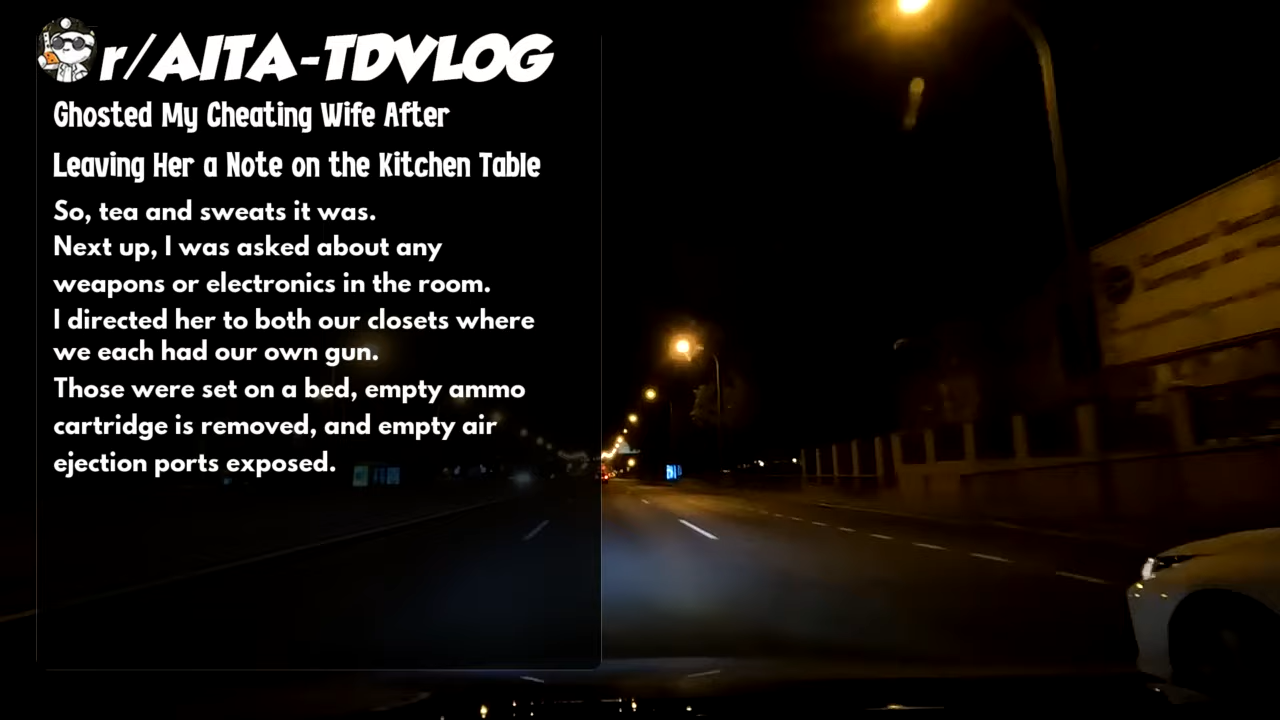 r/AITA-TDVLOG
Ghosted My Cheating Wife After
Leaving Her a Note on the Kitchen Table
So, tea and sweats it was.
Next up, I was asked about any
weapons or electronics in the room.
I directed her to both our closets where
we each had our own gun.
Those were set on a bed, empty ammo
cartridge is removed, and empty air
ejection ports exposed.